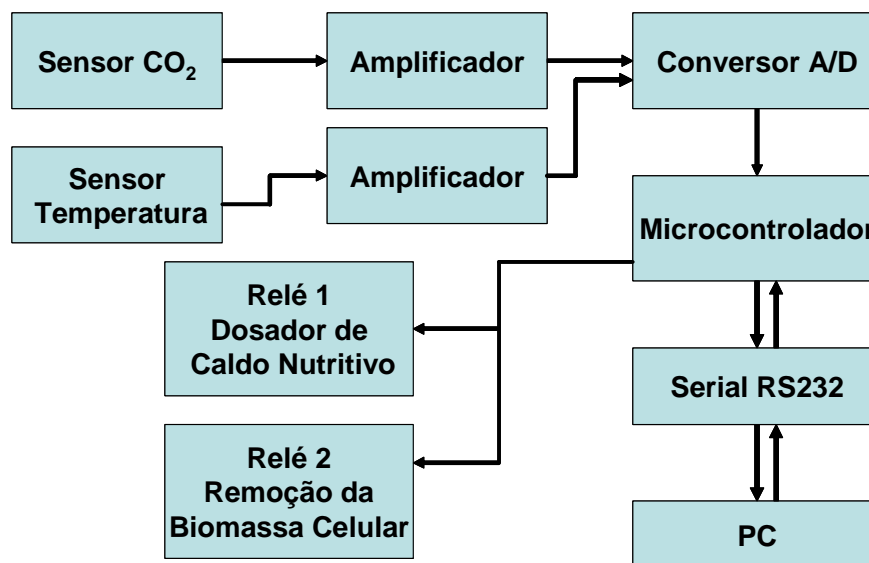 Sensor CO₂
Amplificador
Conversor A/D
Sensor
Temperatura
Amplificador
Microcontrolador
Relé 1
Dosador de
Caldo Nutritivo
Serial RS232
Relé 2
Remoção da
Biomassa Celular
PC